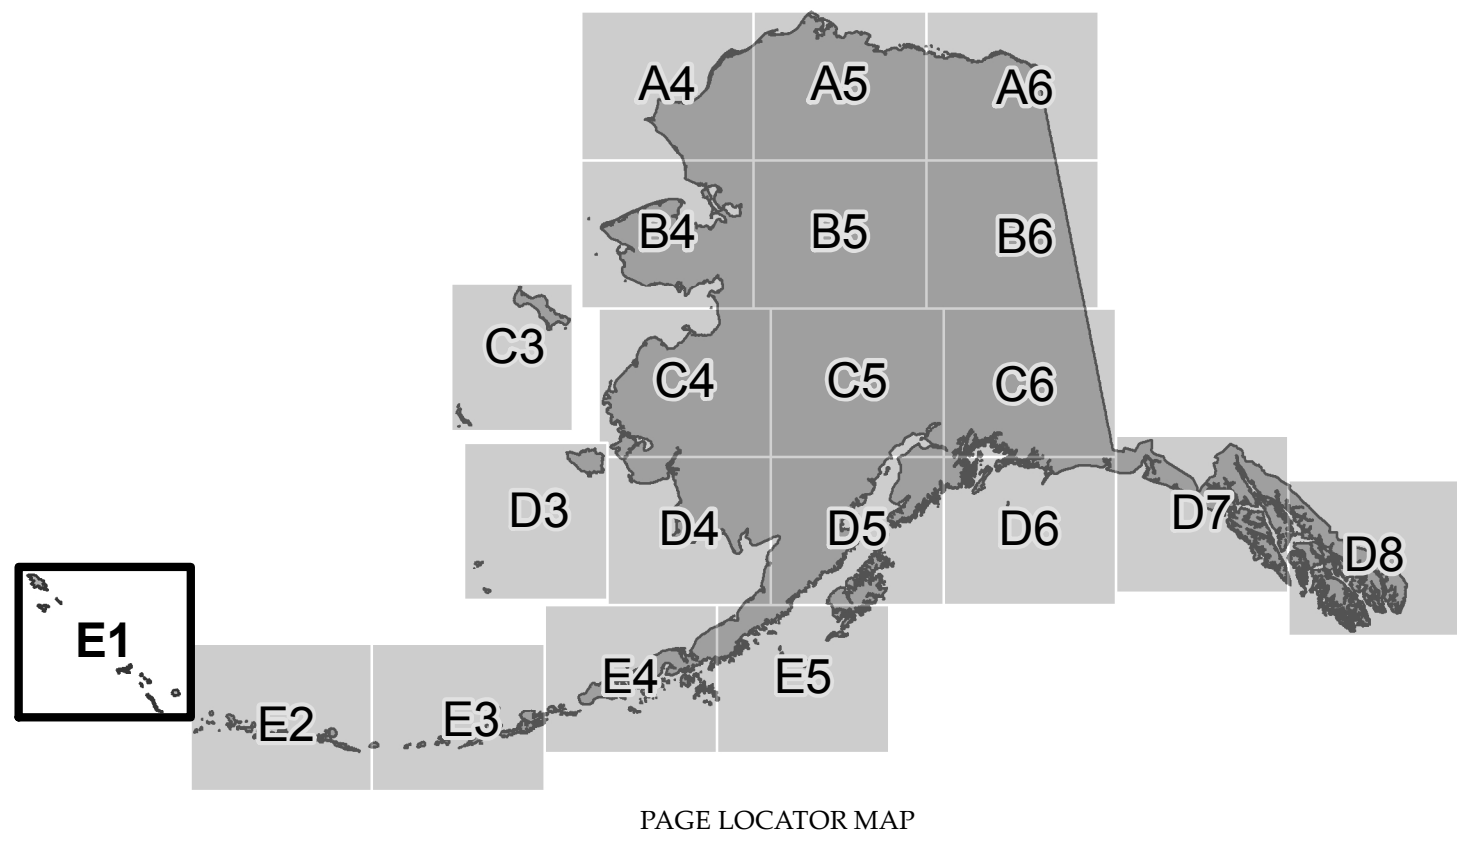 A4 A5 A6
B4 B5 B6
C3 C4 C5 C6
D3 D4 D5 D6 D7 D8
E1 E2 E3 E4 E5
PAGE LOCATOR MAP